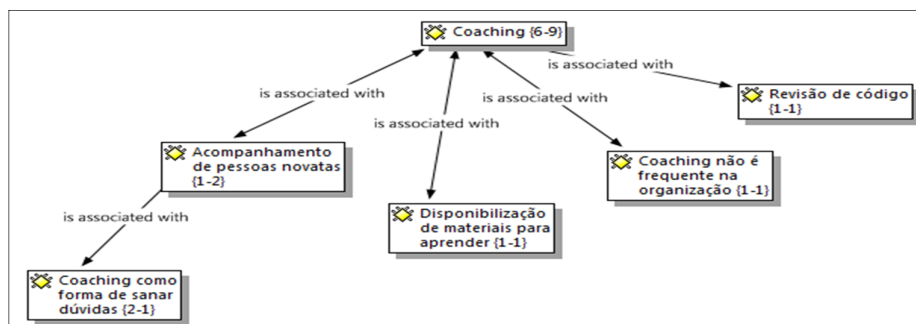 Coaching {6-9}
is associated with
is associated with
is associated with
is associated with
Revisão de código
{1-1}
Acompanhamento
de pessoas novatas
{1-2}
Coaching não é
frequente na
organização {1-1}
is associated with
Disponibilização
de materiais para
aprender {1-1}
Coaching como
forma de sanar
dúvidas {2-1}